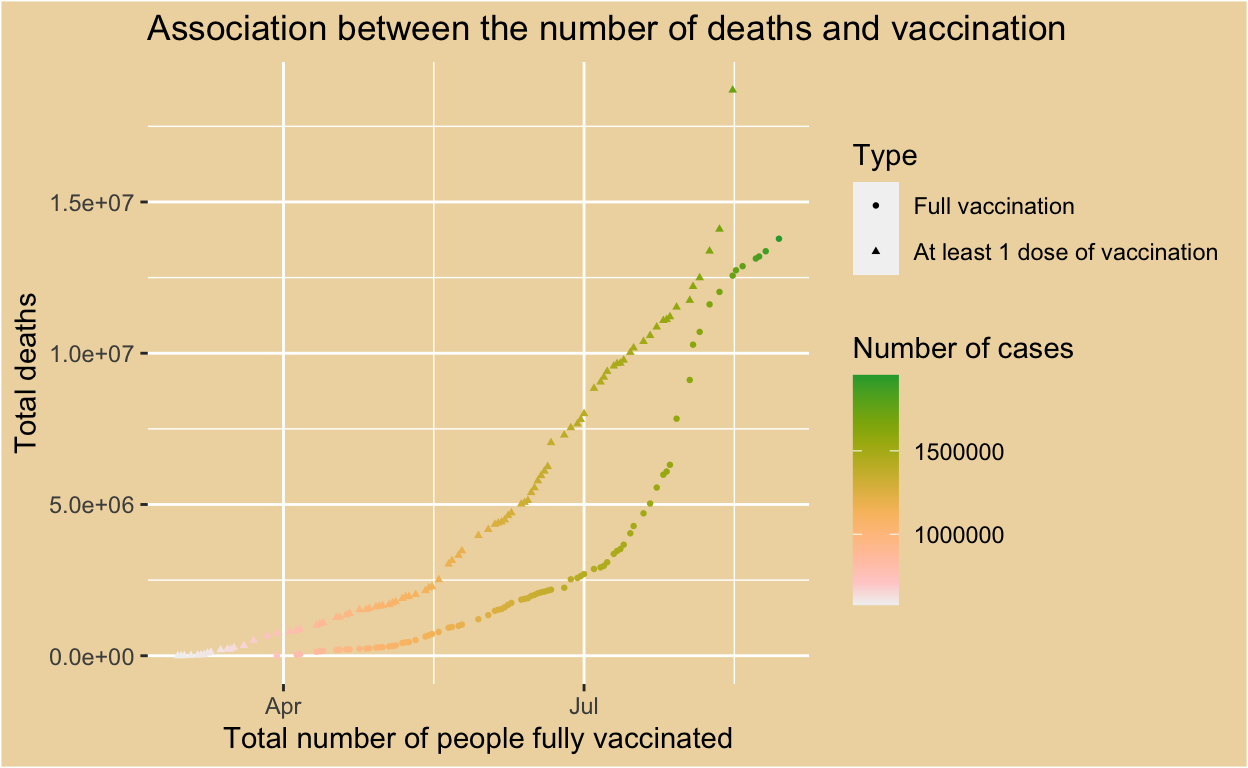 Association between the number of deaths and vaccination
Total deaths
1.5e+07
1.0e+07
5.0e+06
0.0e+00
Apr
Jul
Total number of people fully vaccinated
Type
Full vaccination
At least 1 dose of vaccination
Number of cases
1500000
1000000